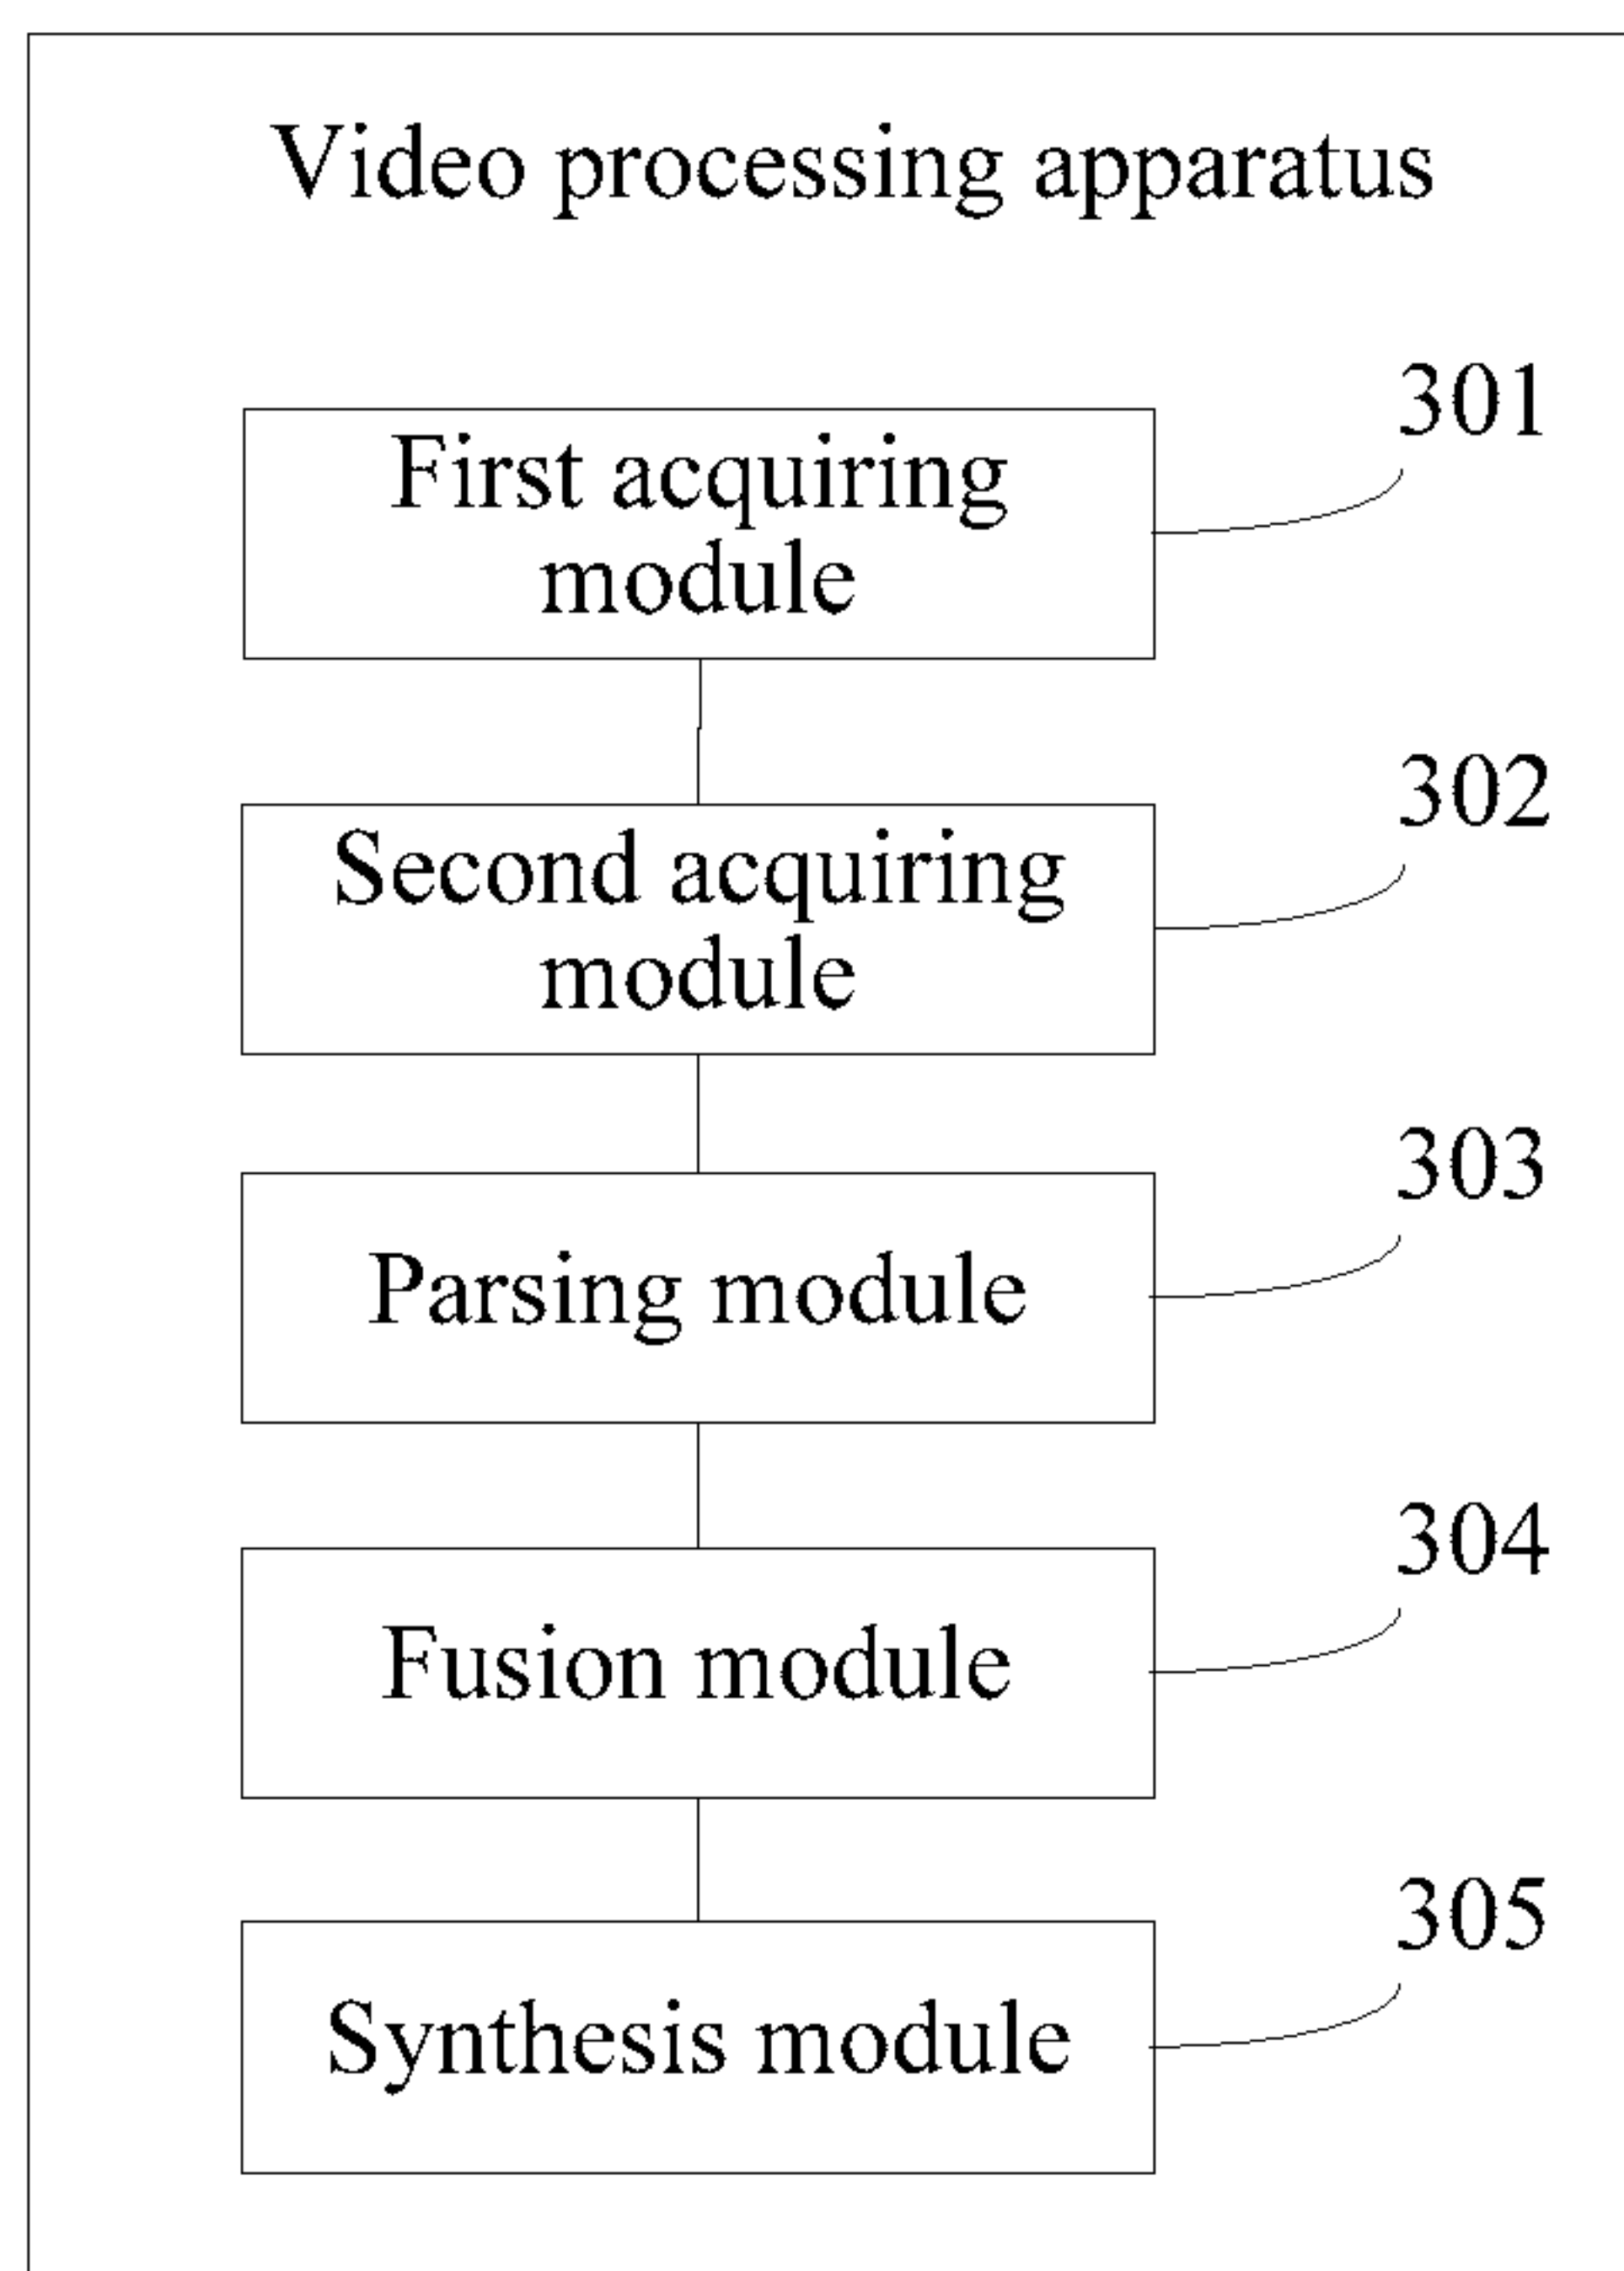 Video processing apparatus
301
First acquiring
module
302
Second acquiring
module
303
Parsing module
304
Fusion module
305
Synthesis module